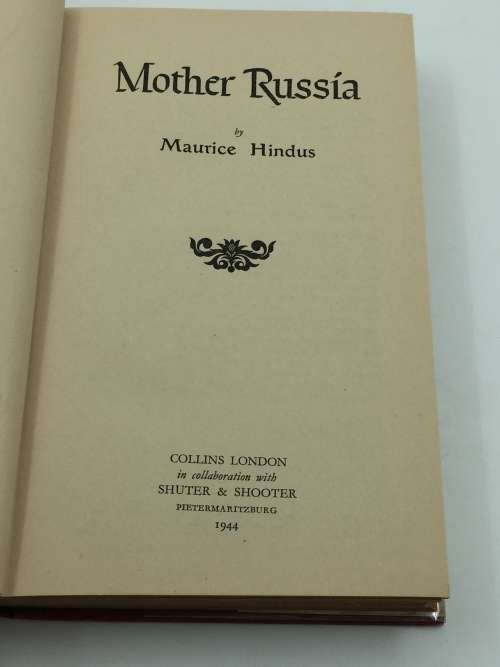 Mother Russia
by
Maurice Hindus
COLLINS LONDON
in collaboration with
SHUTER & SHOOTER
PIETERMARITZBURG
1944